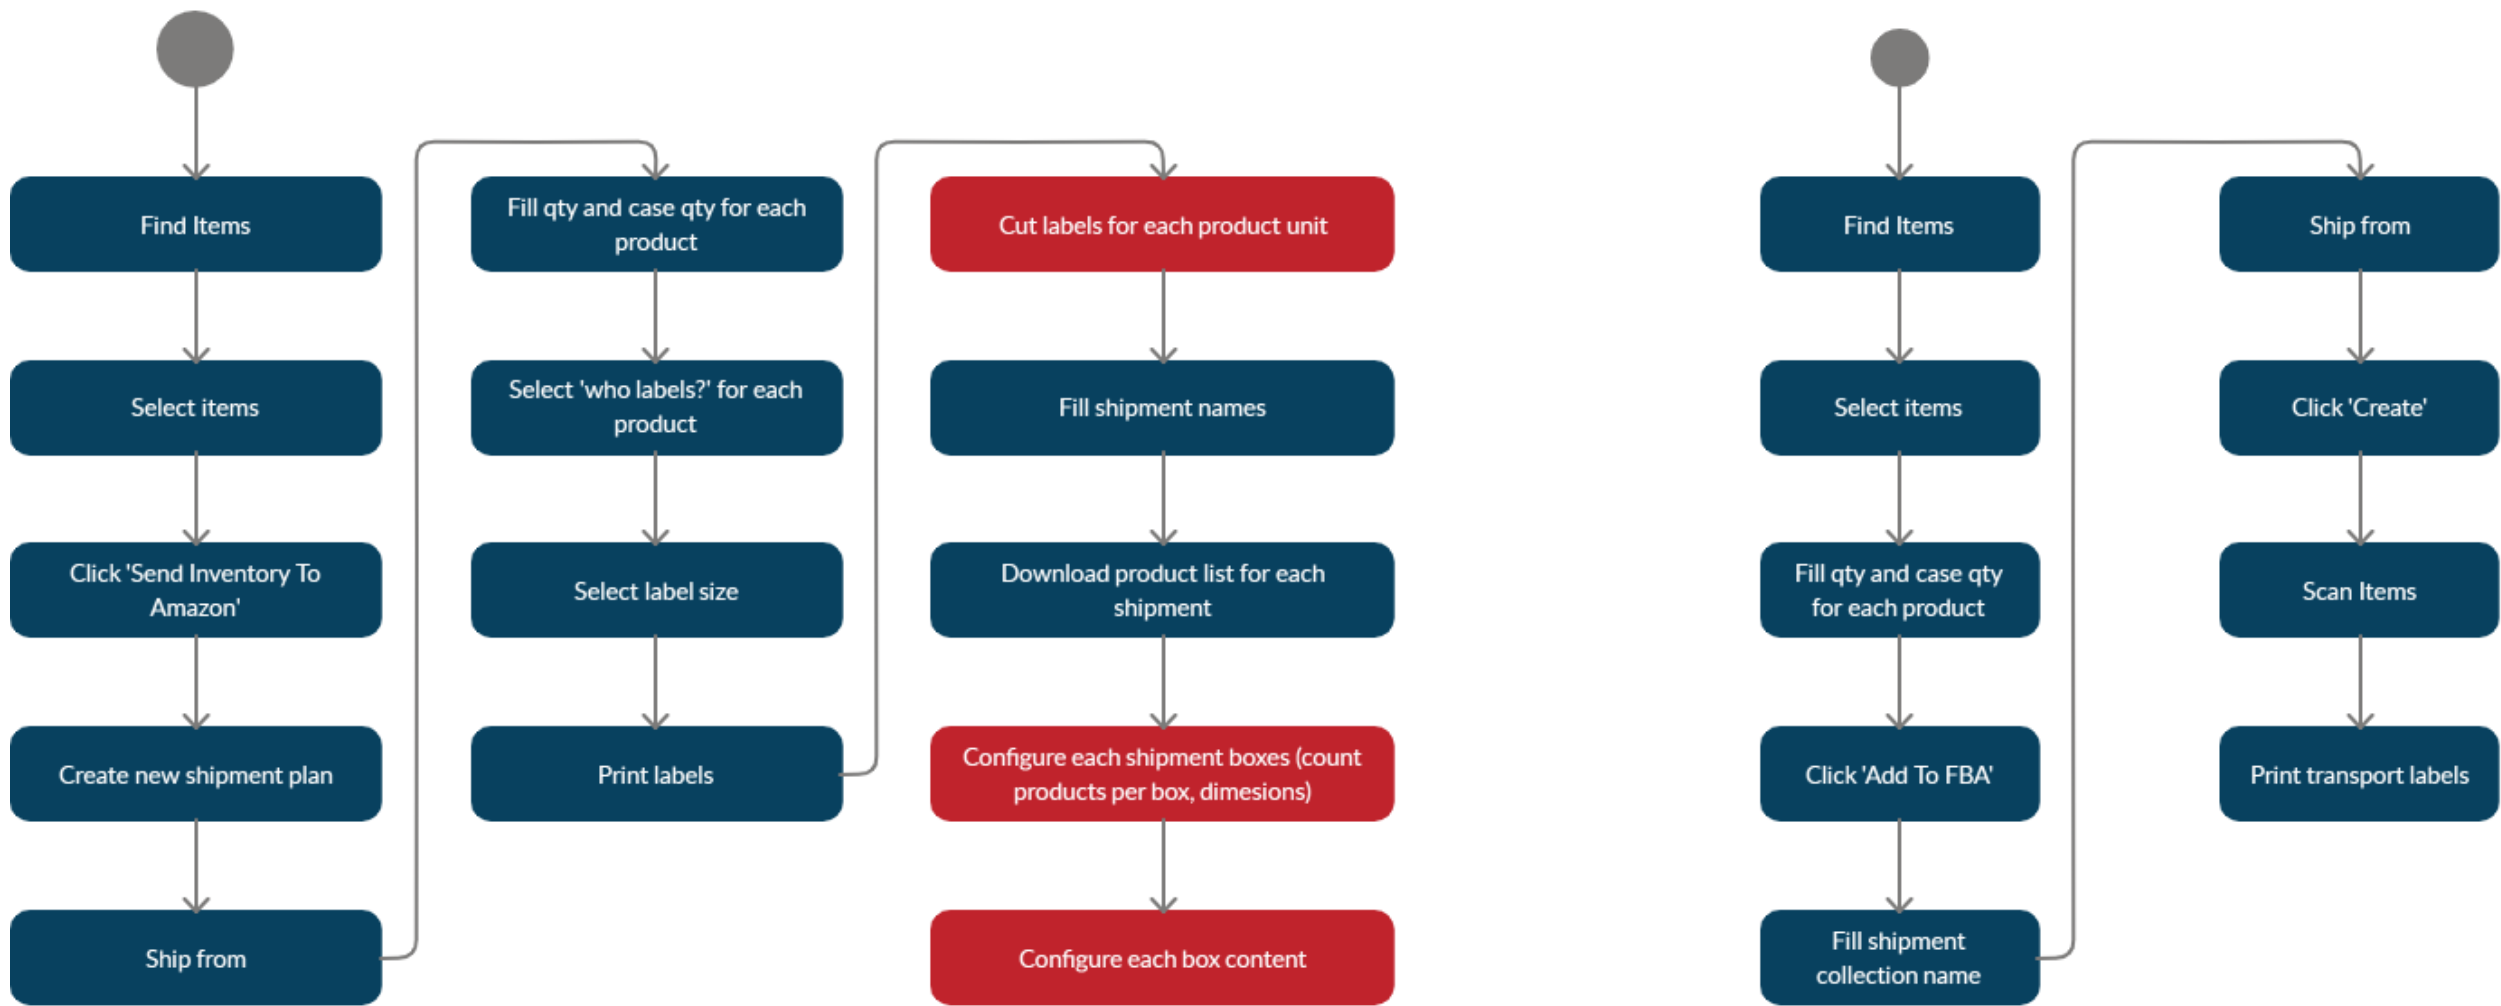 Find Items
Select items
Click 'Send Inventory To
Amazon'
Create new shipment plan
Ship from
Fill qty and case qty for each
product
Select 'who labels?' for each
product
Select label size
Print labels
Cut labels for each product unit
Fill shipment names
Download product list for each
shipment
Configure each shipment boxes (count
products per box, dimesions)
Configure each box content
Find Items
Select items
Fill qty and case qty
for each product
Click 'Add To FBA'
Fill shipment
collection name
Ship from
Click 'Create'
Scan Items
Print transport labels